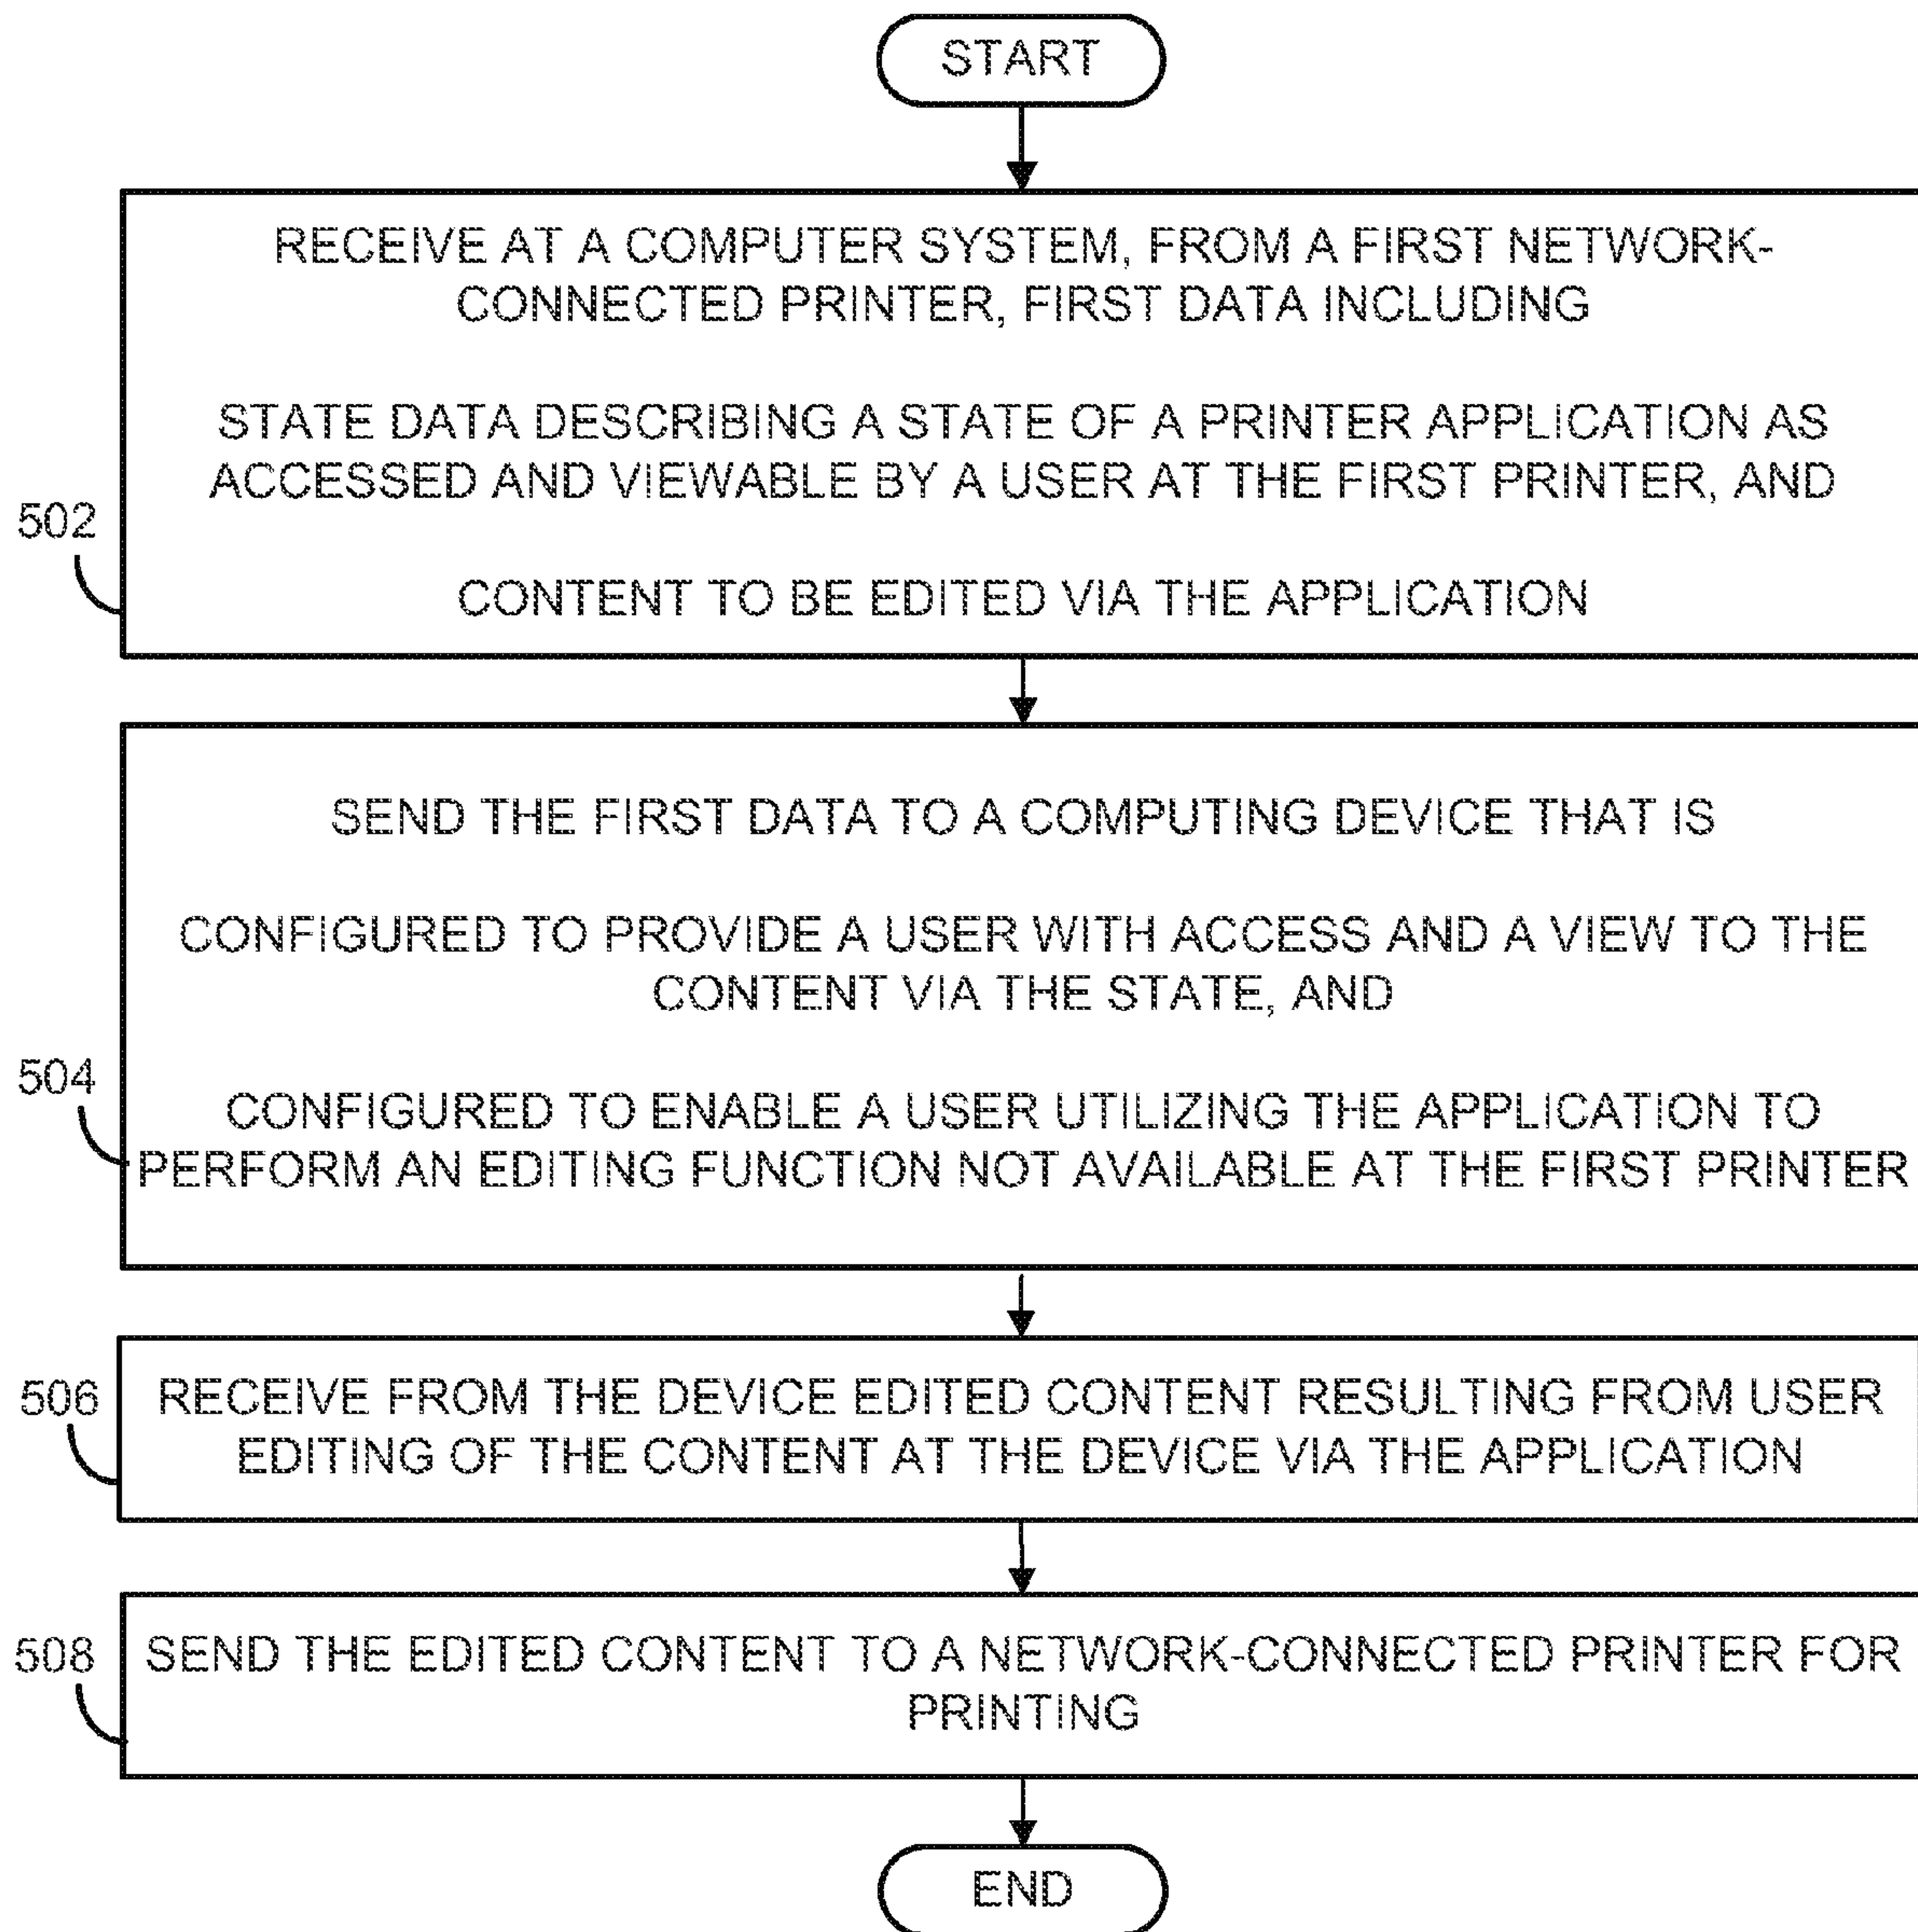 START
RECEIVE AT A COMPUTER SYSTEM, FROM A FIRST NETWORK-
CONNECTED PRINTER, FIRST DATA INCLUDING
STATE DATA DESCRIBING A STATE OF A PRINTER APPLICATION AS
ACCESSED AND VIEWABLE BY A USER AT THE FIRST PRINTER, AND
502
CONTENT TO BE EDITED VIA THE APPLICATION
SEND THE FIRST DATA TO A COMPUTING DEVICE THAT IS
CONFIGURED TO PROVIDE A USER WITH ACCESS AND A VIEW TO THE
CONTENT VIA THE STATE, AND
504
CONFIGURED TO ENABLE A USER UTILIZING THE APPLICATION TO
PERFORM AN EDITING FUNCTION NOT AVAILABLE AT THE FIRST PRINTER
506
RECEIVE FROM THE DEVICE EDITED CONTENT RESULTING FROM USER
EDITING OF THE CONTENT AT THE DEVICE VIA THE APPLICATION
508
SEND THE EDITED CONTENT TO A NETWORK-CONNECTED PRINTER FOR
PRINTING
END